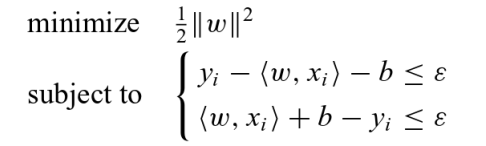 minimize ½‖w‖²
subject to { yᵢ − ⟨w, xᵢ⟩ − b ≤ ε
⟨w, xᵢ⟩ + b − yᵢ ≤ ε